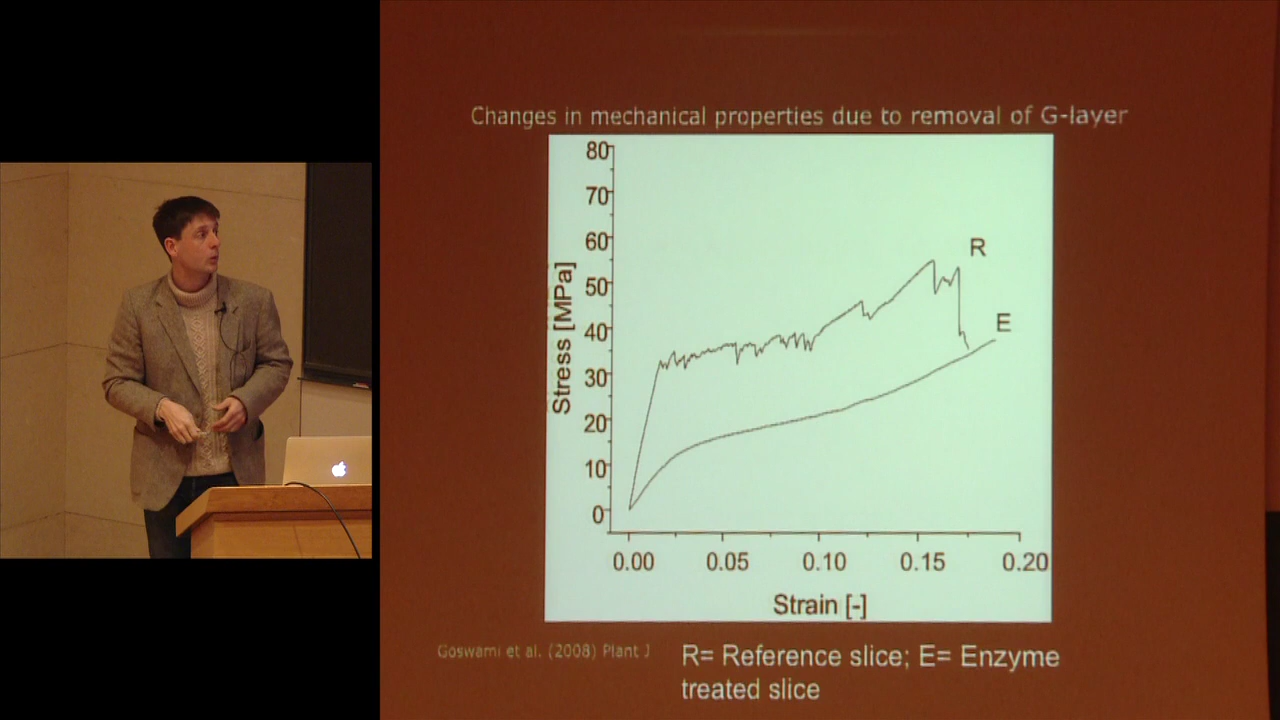 Changes in mechanical properties due to removal of G-layer
80
70
60
50
40
30
20
10
0
Stress [MPa]
R
E
0.00 0.05 0.10 0.15 0.20
Strain [-]
Goswami et al. (2008) Plant J
R= Reference slice; E= Enzyme
treated slice